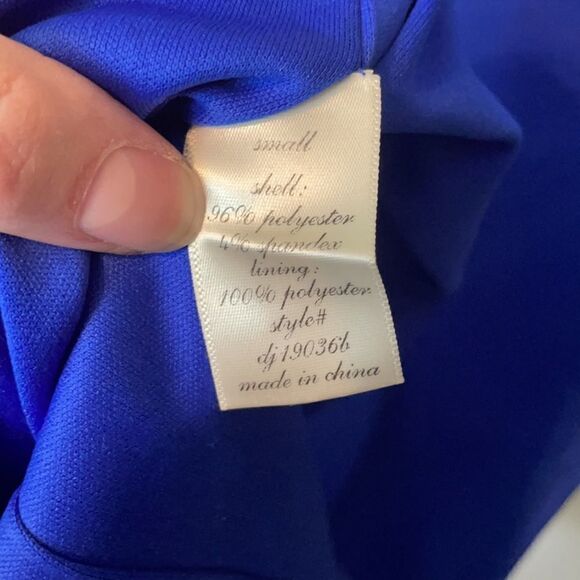 small
shell:
96% polyester
4% spandex
lining:
100% polyester
style#
dj19036b
made in china